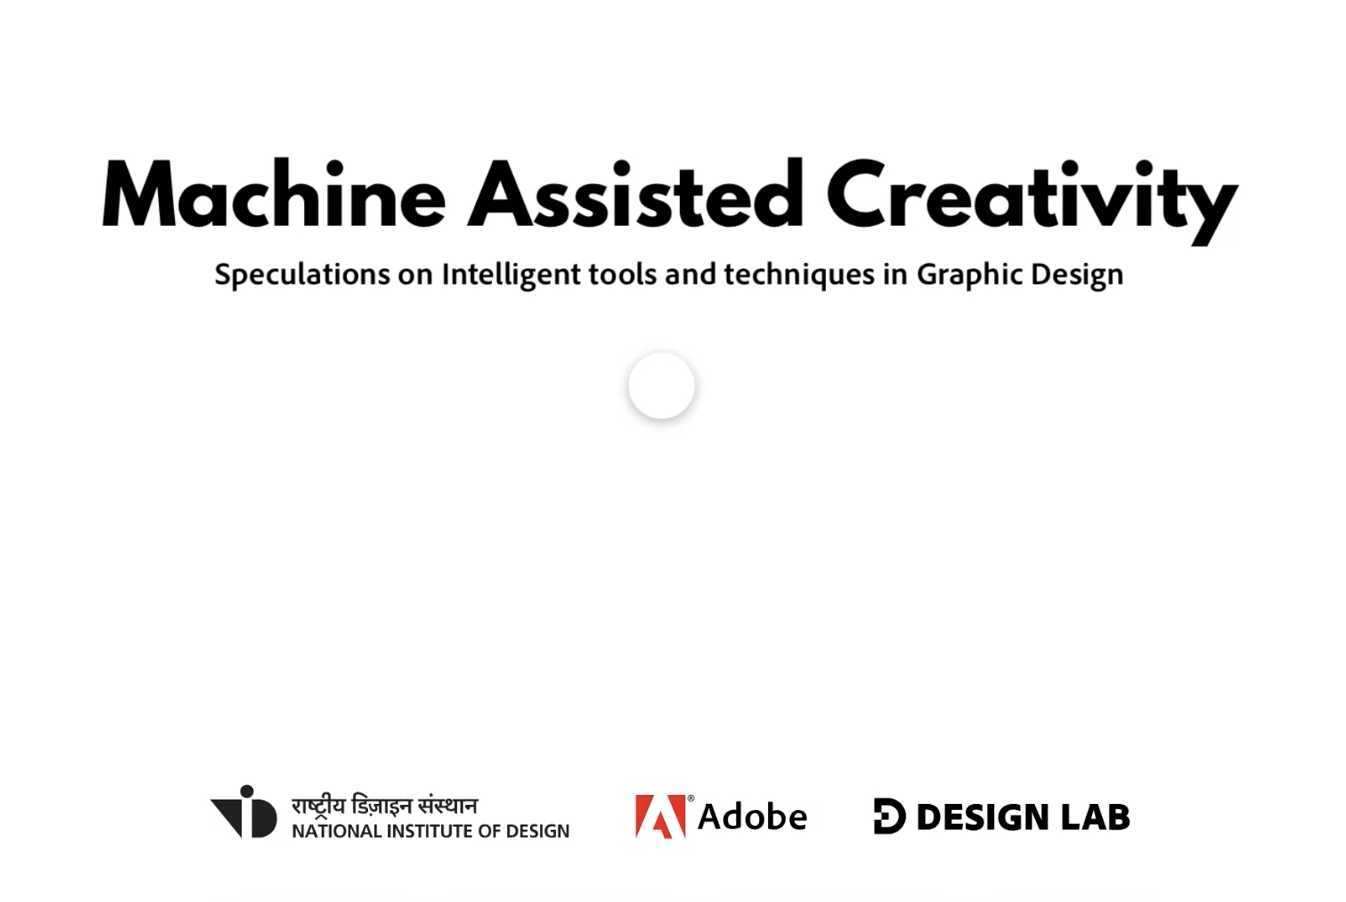 Machine Assisted Creativity
Speculations on Intelligent tools and techniques in Graphic Design
राष्ट्रीय डिज़ाइन संस्थान
NATIONAL INSTITUTE OF DESIGN
® Adobe
DESIGN LAB